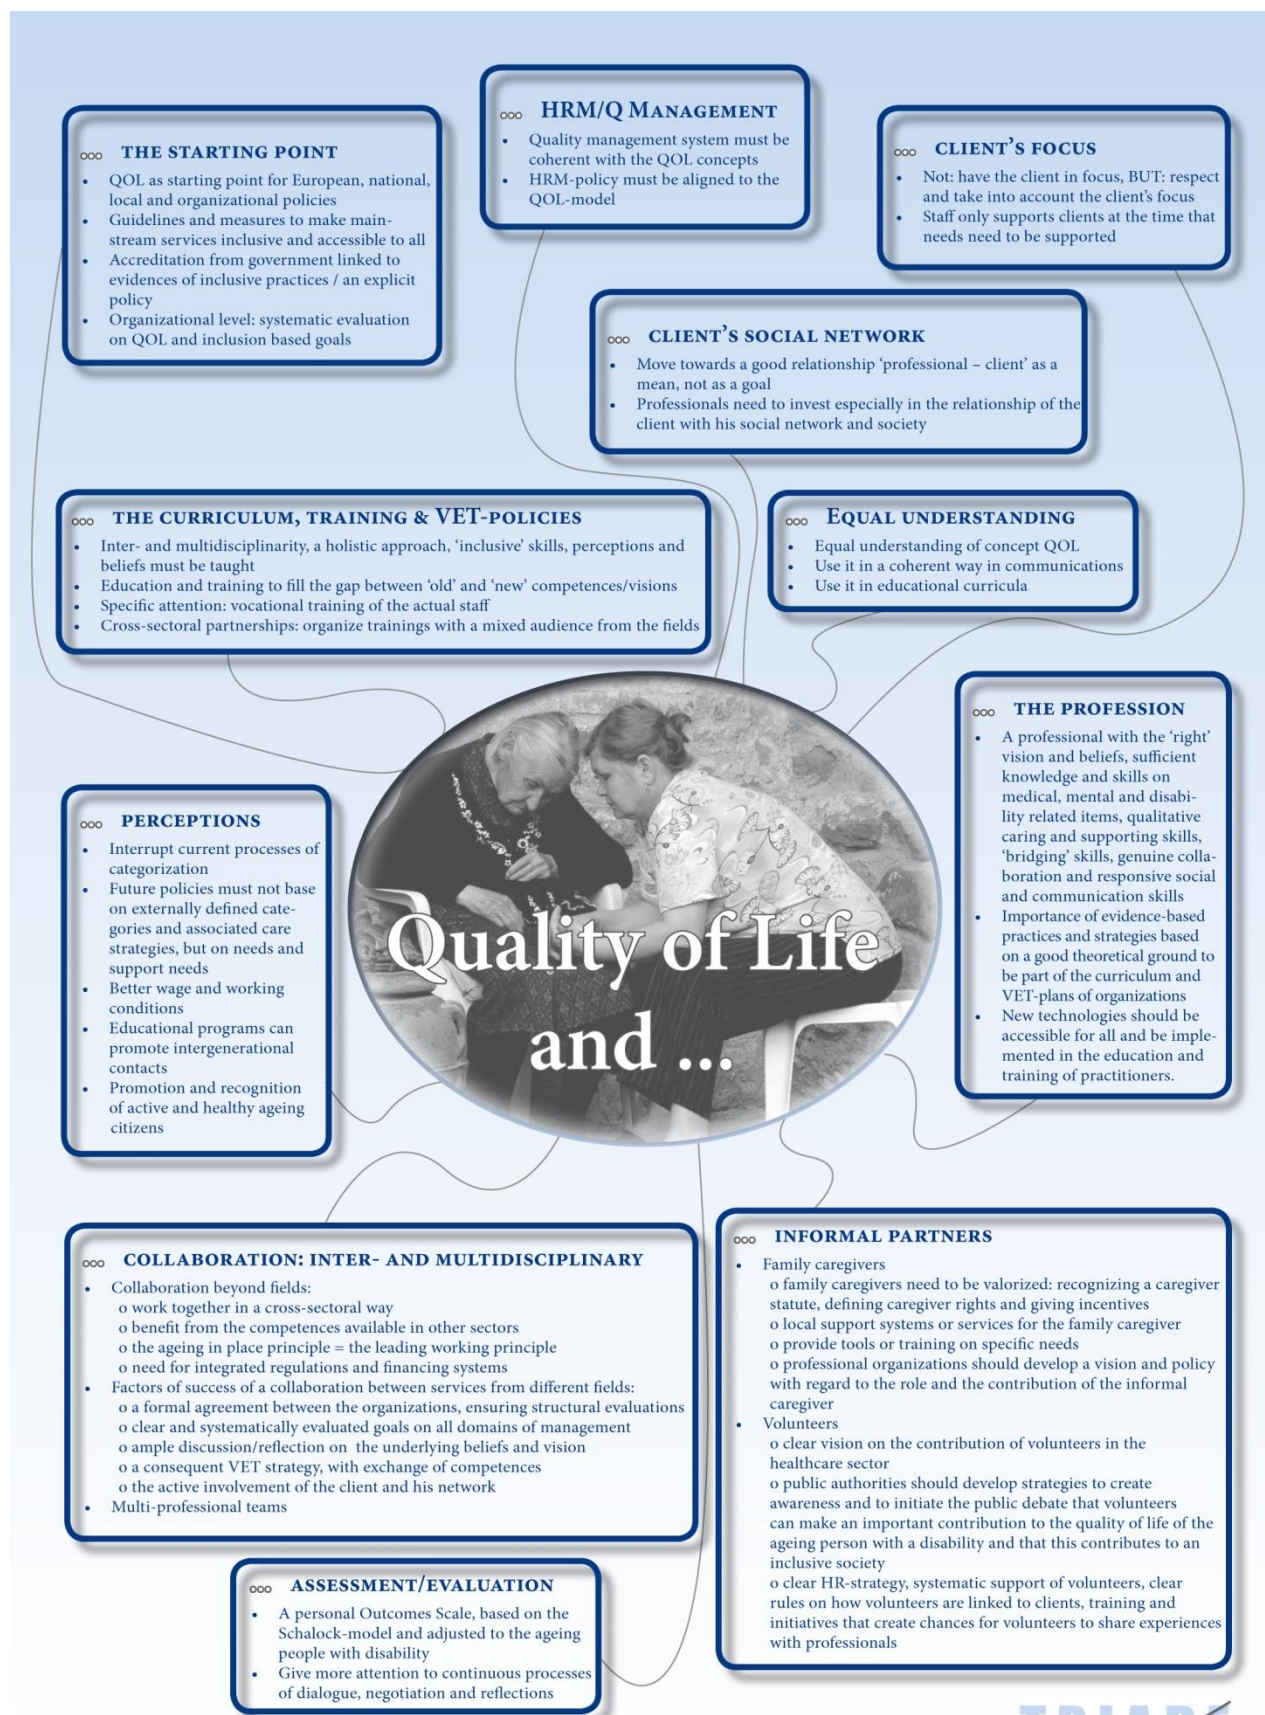 HRM/Q Management
• Quality management system must be
coherent with the QOL concepts
• HRM-policy must be aligned to the
QOL-model
The starting point
• QOL as starting point for European, national,
local and organizational policies
• Guidelines and measures to make main-
stream services inclusive and accessible to all
• Accreditation from government linked to
evidences of inclusive practices / an explicit
policy
• Organizational level: systematic evaluation
on QOL and inclusion based goals
Client's focus
• Not: have the client in focus, BUT: respect
and take into account the client's focus
• Staff only supports clients at the time that
needs need to be supported
Client's social network
• Move towards a good relationship ‘professional – client’ as a
mean, not as a goal
• Professionals need to invest especially in the relationship of the
client with his social network and society
The curriculum, training & VET-policies
• Inter- and multidisciplinarity, a holistic approach, ‘inclusive’ skills, perceptions and
beliefs must be taught
• Education and training to fill the gap between ‘old’ and ‘new’ competences/visions
• Specific attention: vocational training of the actual staff
• Cross-sectoral partnerships: organize trainings with a mixed audience from the fields
Equal understanding
• Equal understanding of concept QOL
• Use it in a coherent way in communications
• Use it in educational curricula
The profession
• A professional with the ‘right’
vision and beliefs, sufficient
knowledge and skills on
medical, mental and disabi-
lity related items, qualitative
caring and supporting skills,
‘bridging’ skills, genuine colla-
boration and responsive social
and communication skills
• Importance of evidence-based
practices and strategies based
on a good theoretical ground to
be part of the curriculum and
VET-plans of organizations
• New technologies should be
accessible for all and be imple-
mented in the education and
training of practitioners.
Perceptions
• Interrupt current processes of
categorization
• Future policies must not base
on externally defined cate-
gories and associated care
strategies, but on needs and
support needs
• Better wage and working
conditions
• Educational programs can
promote intergenerational
contacts
• Promotion and recognition
of active and healthy ageing
citizens
Quality of Life
and ...
Collaboration: inter- and multidisciplinary
• Collaboration beyond fields:
o work together in a cross-sectoral way
o benefit from the competences available in other sectors
o the ageing in place principle = the leading working principle
o need for integrated regulations and financing systems
• Factors of success of a collaboration between services from different fields:
o a formal agreement between the organizations, ensuring structural evaluations
o clear and systematically evaluated goals on all domains of management
o ample discussion/reflection on the underlying beliefs and vision
o a consequent VET strategy, with exchange of competences
o the active involvement of the client and his network
• Multi-professional teams
Informal partners
• Family caregivers
o family caregivers need to be valorized: recognizing a caregiver
statute, defining caregiver rights and giving incentives
o local support systems or services for the family caregiver
o provide tools or training on specific needs
o professional organizations should develop a vision and policy
with regard to the role and the contribution of the informal
caregiver
• Volunteers
o clear vision on the contribution of volunteers in the
healthcare sector
o public authorities should develop strategies to create
awareness and to initiate the public debate that volunteers
can make an important contribution to the quality of life of the
ageing person with a disability and that this contributes to an
inclusive society
o clear HR-strategy, systematic support of volunteers, clear
rules on how volunteers are linked to clients, training and
initiatives that create chances for volunteers to share experiences
with professionals
Assessment/evaluation
• A personal Outcomes Scale, based on the
Schalock-model and adjusted to the ageing
people with disability
• Give more attention to continuous processes
of dialogue, negotiation and reflections